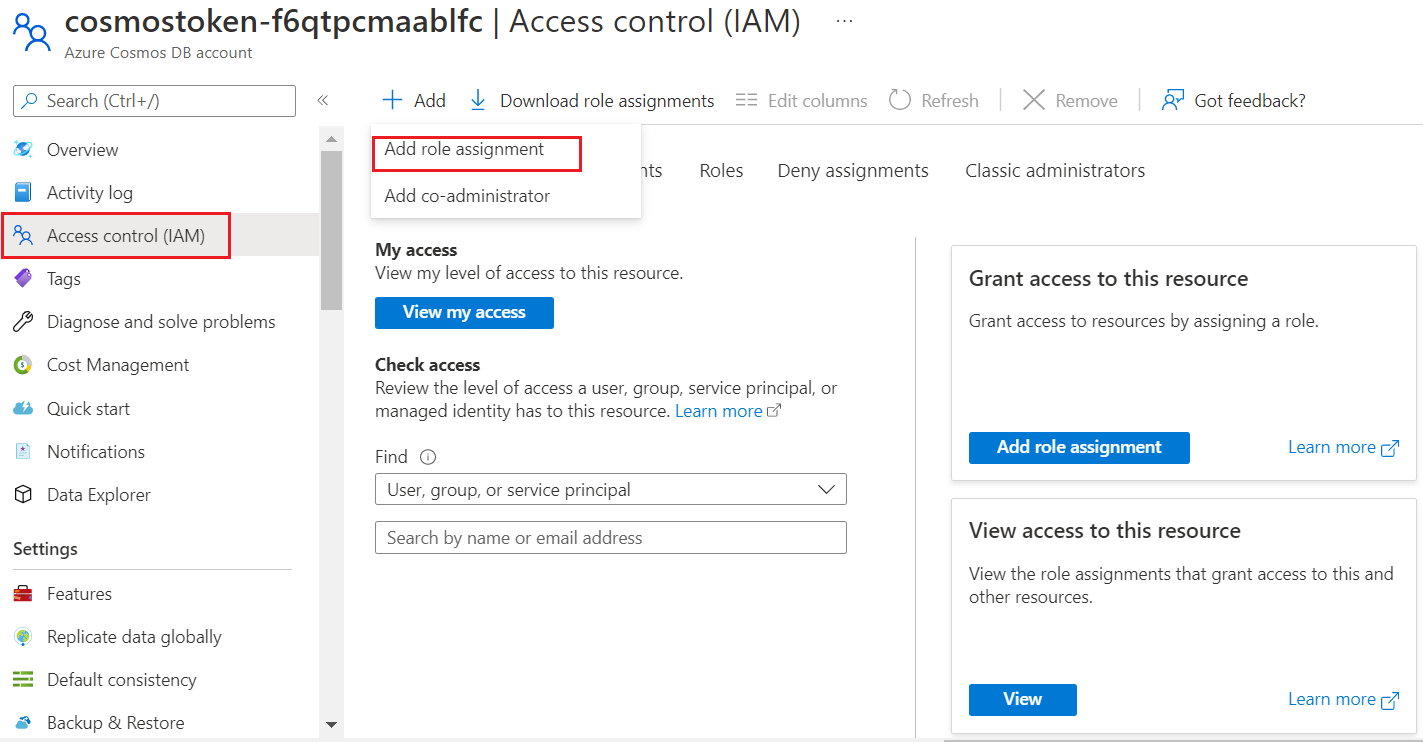 cosmostoken-f6qtpcmaablfc | Access control (IAM) ...
Azure Cosmos DB account
Search (Ctrl+/)
Overview
Activity log
Access control (IAM)
Tags
Diagnose and solve problems
Cost Management
Quick start
Notifications
Data Explorer
Settings
Features
Replicate data globally
Default consistency
Backup & Restore
Add Download role assignments Edit columns Refresh Remove Got feedback?
Add role assignment
Add co-administrator
nts Roles Deny assignments Classic administrators
My access
View my level of access to this resource.
View my access
Check access
Review the level of access a user, group, service principal, or
managed identity has to this resource. Learn more
Find
User, group, or service principal
Search by name or email address
Grant access to this resource
Grant access to resources by assigning a role.
Add role assignment Learn more
View access to this resource
View the role assignments that grant access to this and
other resources.
View Learn more